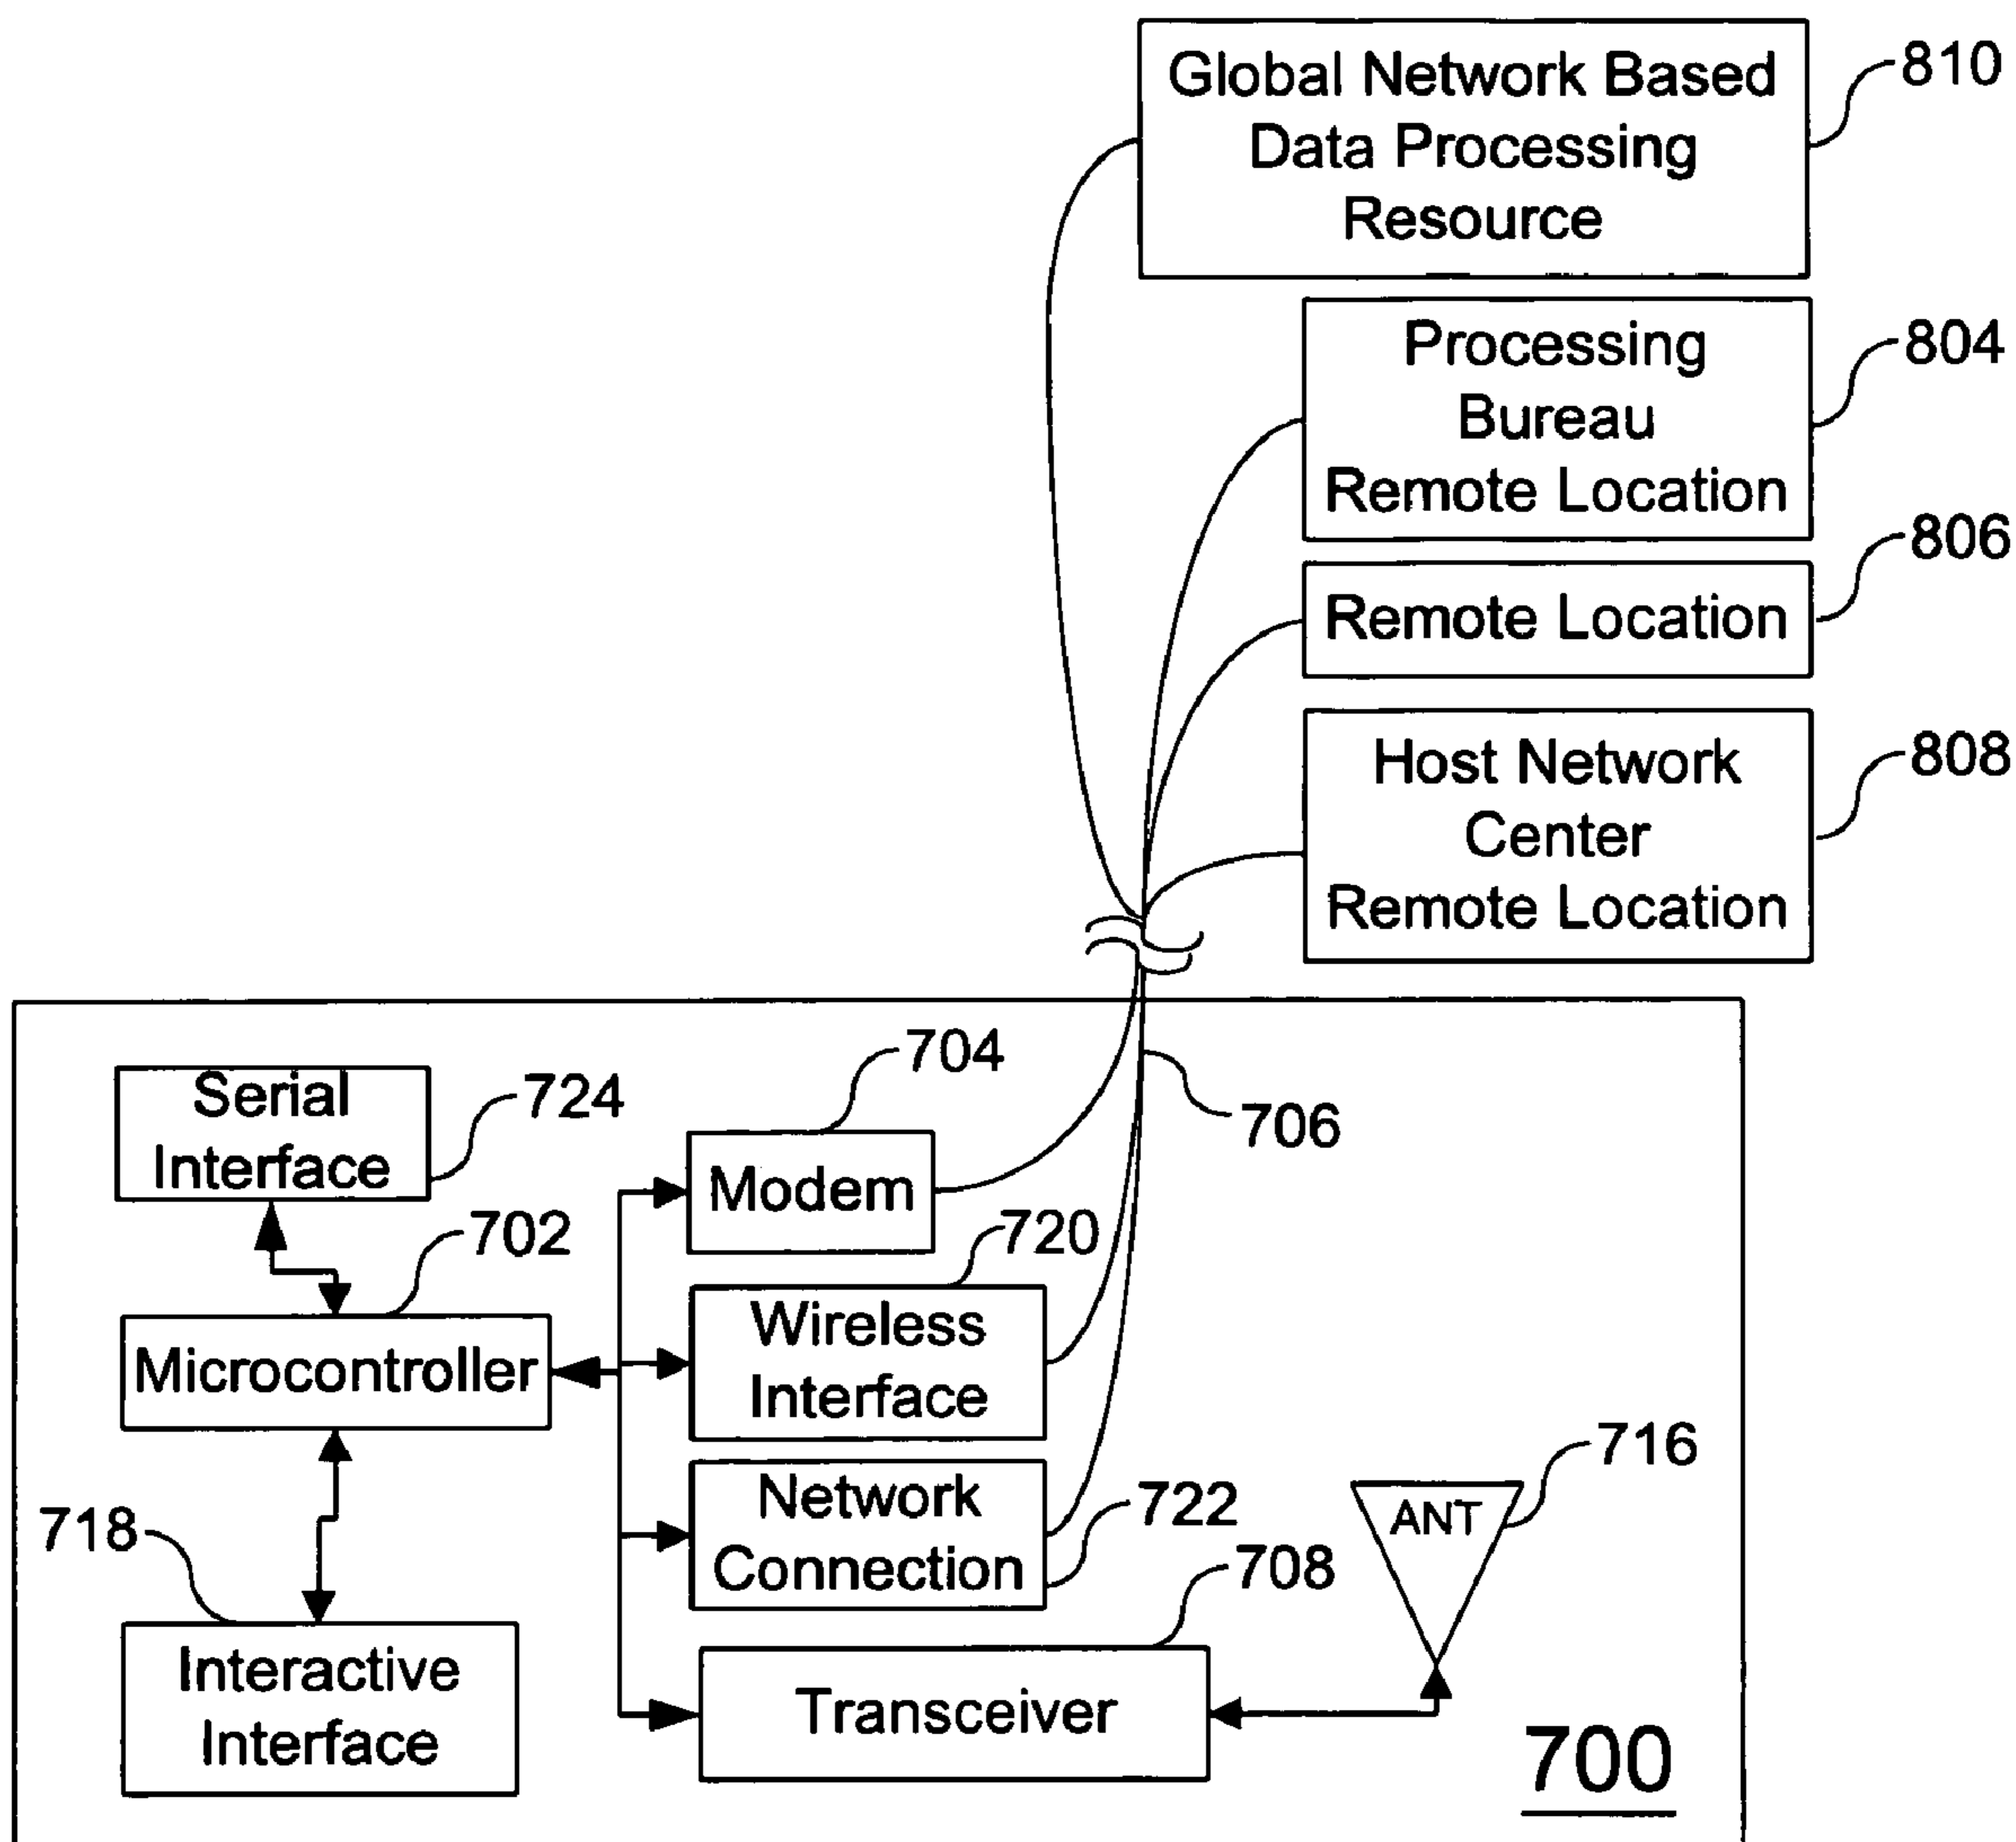 Global Network Based
Data Processing
Resource
810
Processing
Bureau
Remote Location
804
806
Remote Location
Host Network
Center
Remote Location
808
704
706
Serial
Interface
724
Modem
702
720
Microcontroller
Wireless
Interface
716
718
Network
Connection
722
ANT
708
Interactive
Interface
Transceiver
700